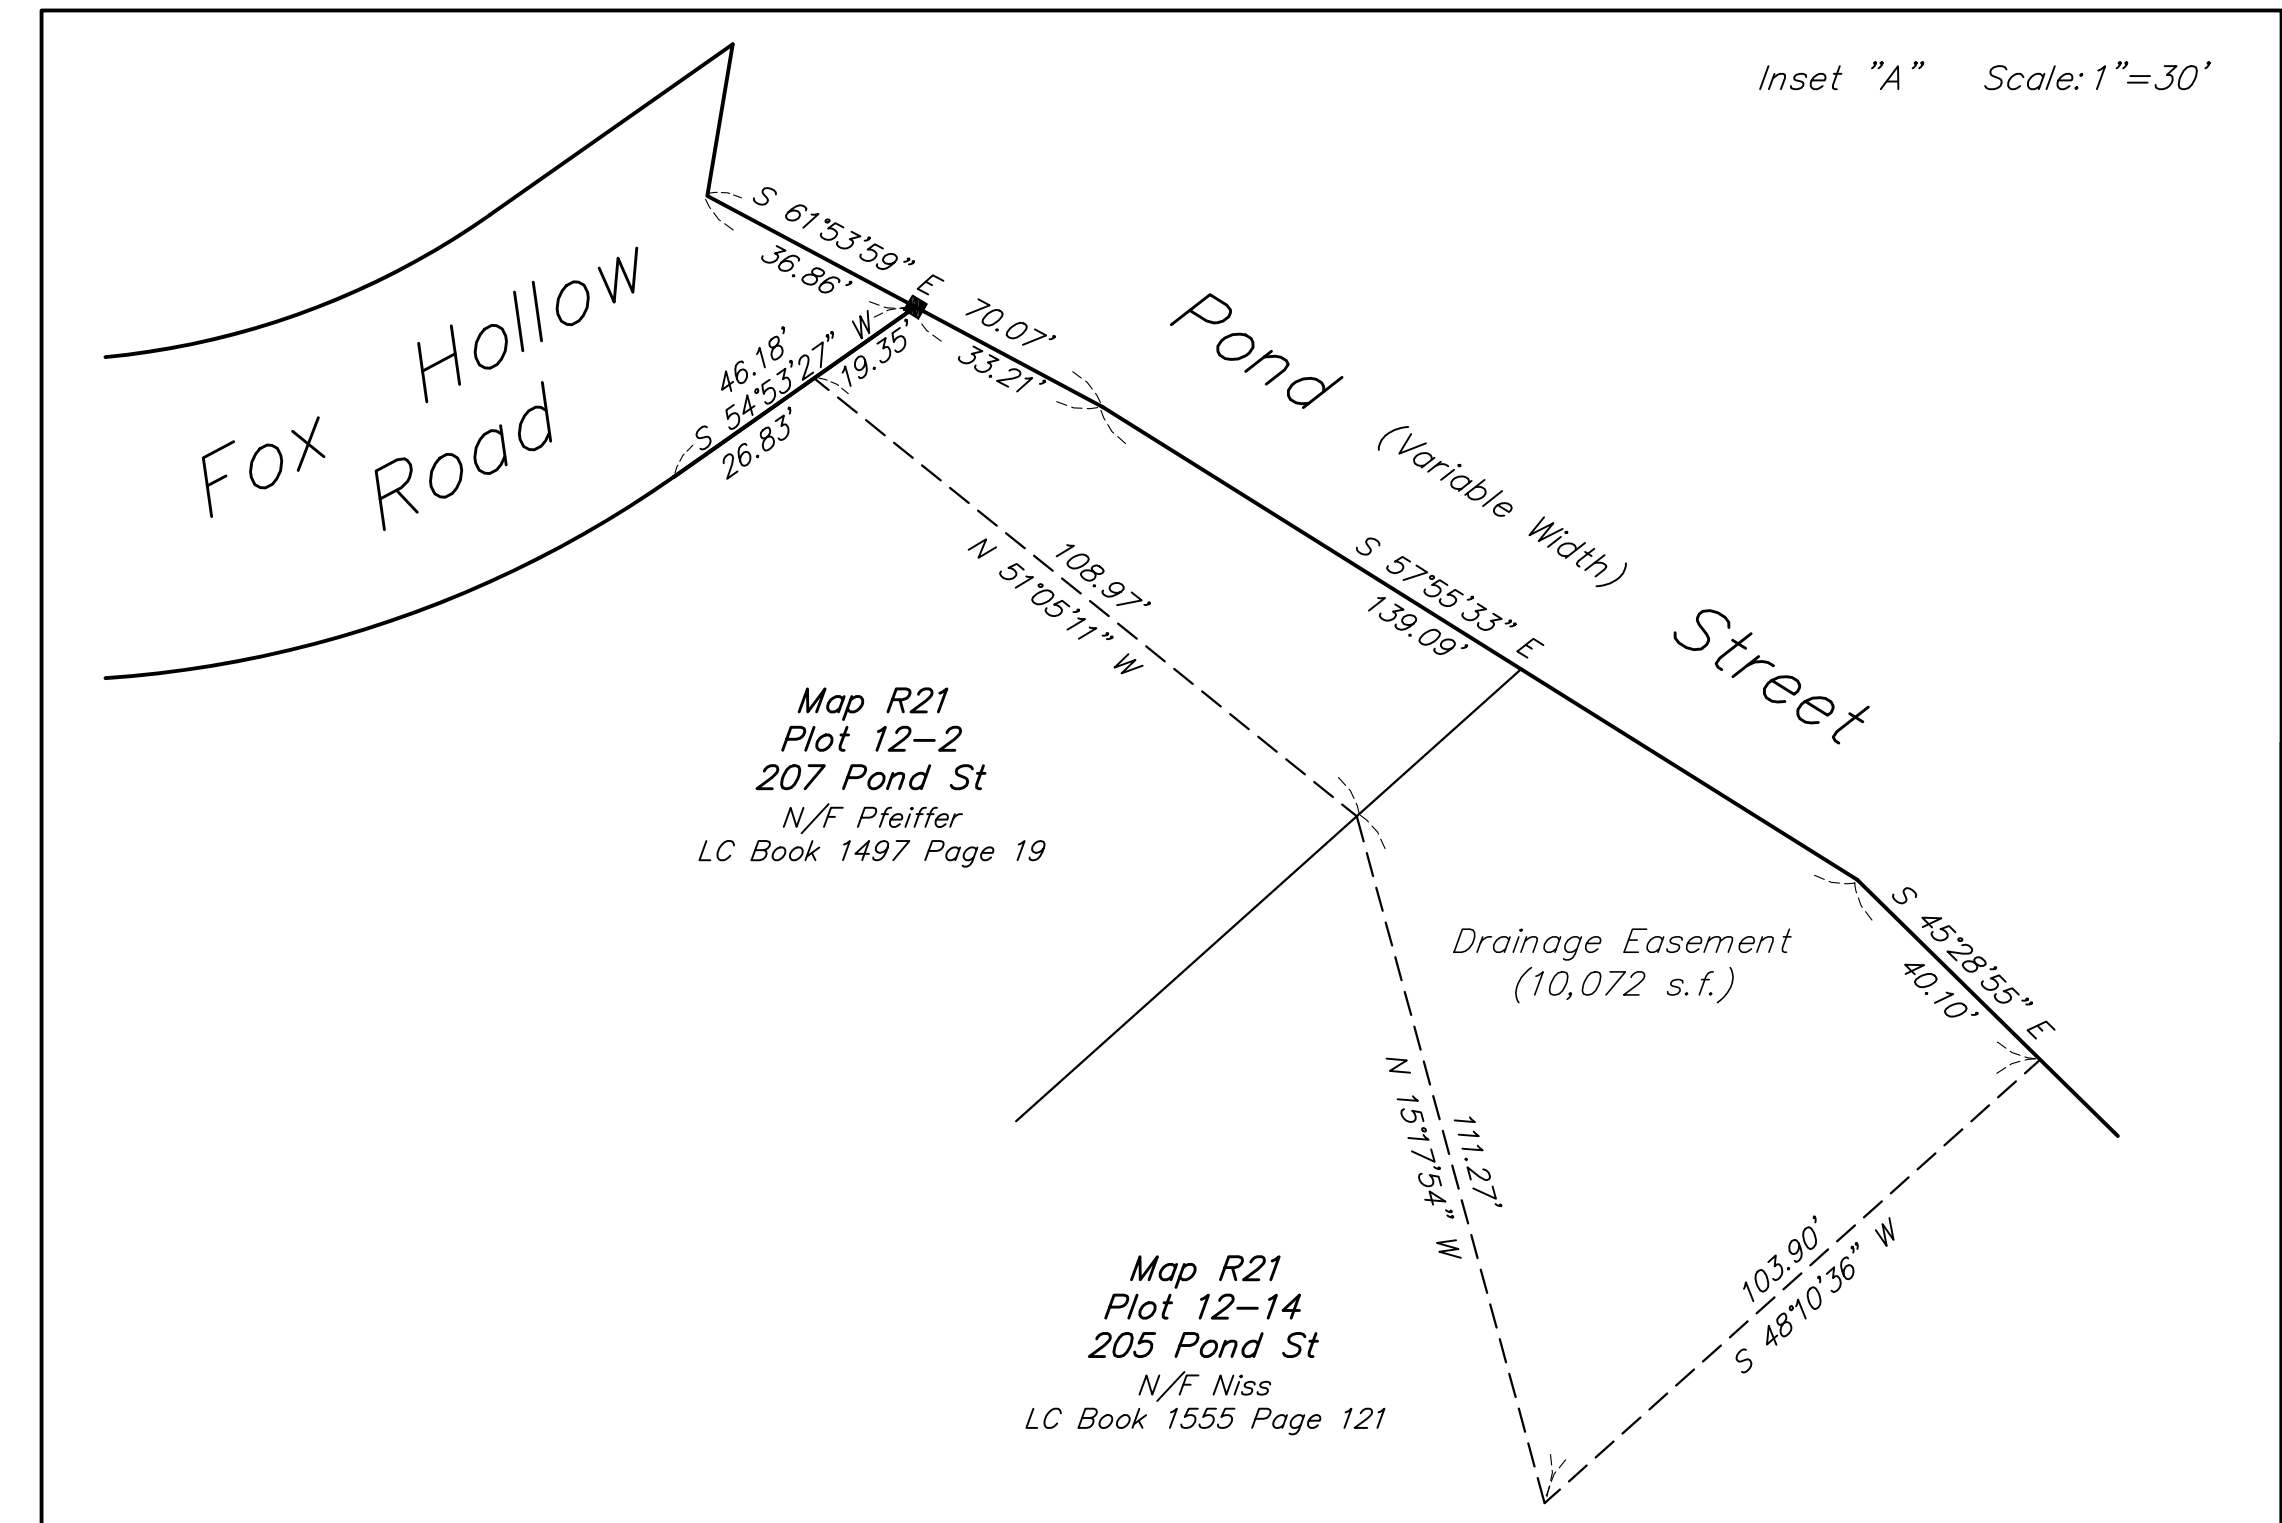 Inset "A" Scale: 1"=30'
S 61°53'59" E
36.86'
70.07'
33.21'
Fox Hollow
Road
46.18'
S 54°53'27" W
19.35'
26.83'
Pond
(Variable Width)
Street
108.97'
N 51°05'11" W
S 57°55'33" E
139.09'
Map R21
Plot 12-2
207 Pond St
N/F Pfeiffer
LC Book 1497 Page 19
Drainage Easement
(10,072 s.f.)
S 45°28'55" E
40.10'
111.27'
N 15°17'54" W
103.90'
S 48°10'36" W
Map R21
Plot 12-14
205 Pond St
N/F Niss
LC Book 1555 Page 121